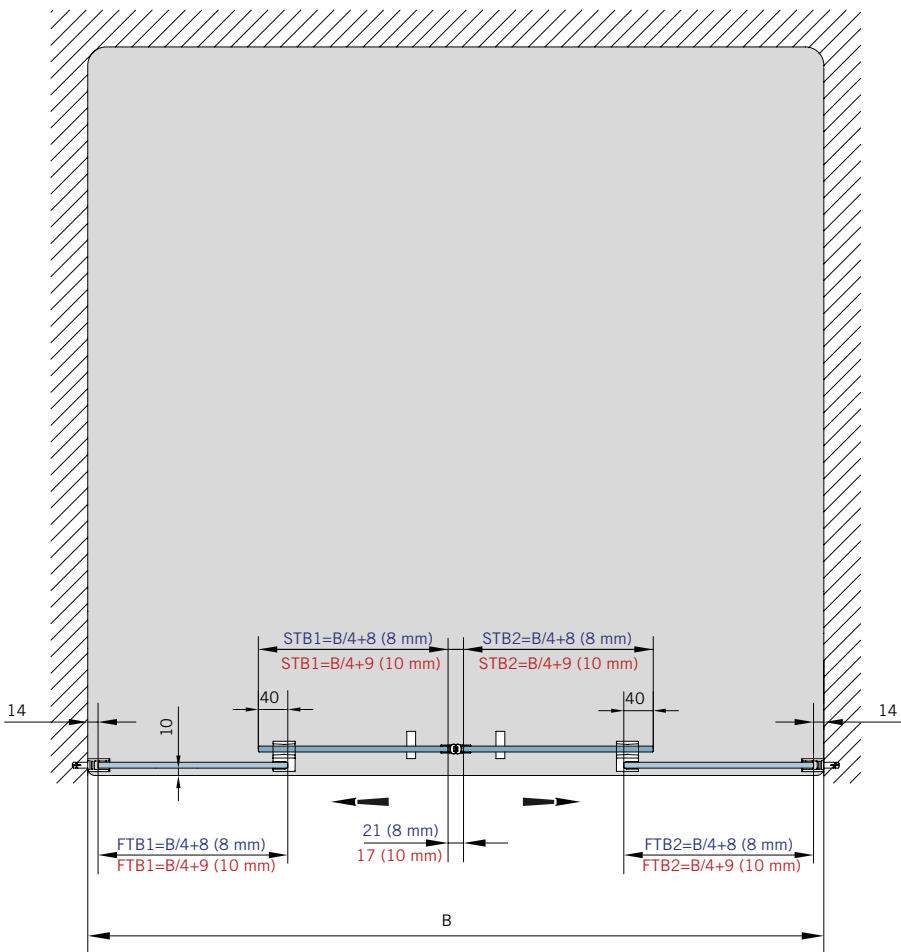 STB1=B/4+8 (8 mm)
STB2=B/4+8 (8 mm)
STB1=B/4+9 (10 mm)
STB2=B/4+9 (10 mm)
40
40
14
10
14
21 (8 mm)
17 (10 mm)
FTB1=B/4+8 (8 mm)
FTB1=B/4+9 (10 mm)
FTB2=B/4+8 (8 mm)
FTB2=B/4+9 (10 mm)
B